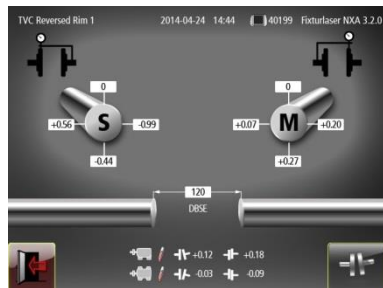 TVC Reversed Rim 1 2014-04-24 14:44 40199 Fixturlaser NXA 3.2.0
0 0
+0.56 S -0.99 +0.07 M +0.20
-0.44 +0.27
120
DBSE
+0.12 +0.18
-0.03 -0.09